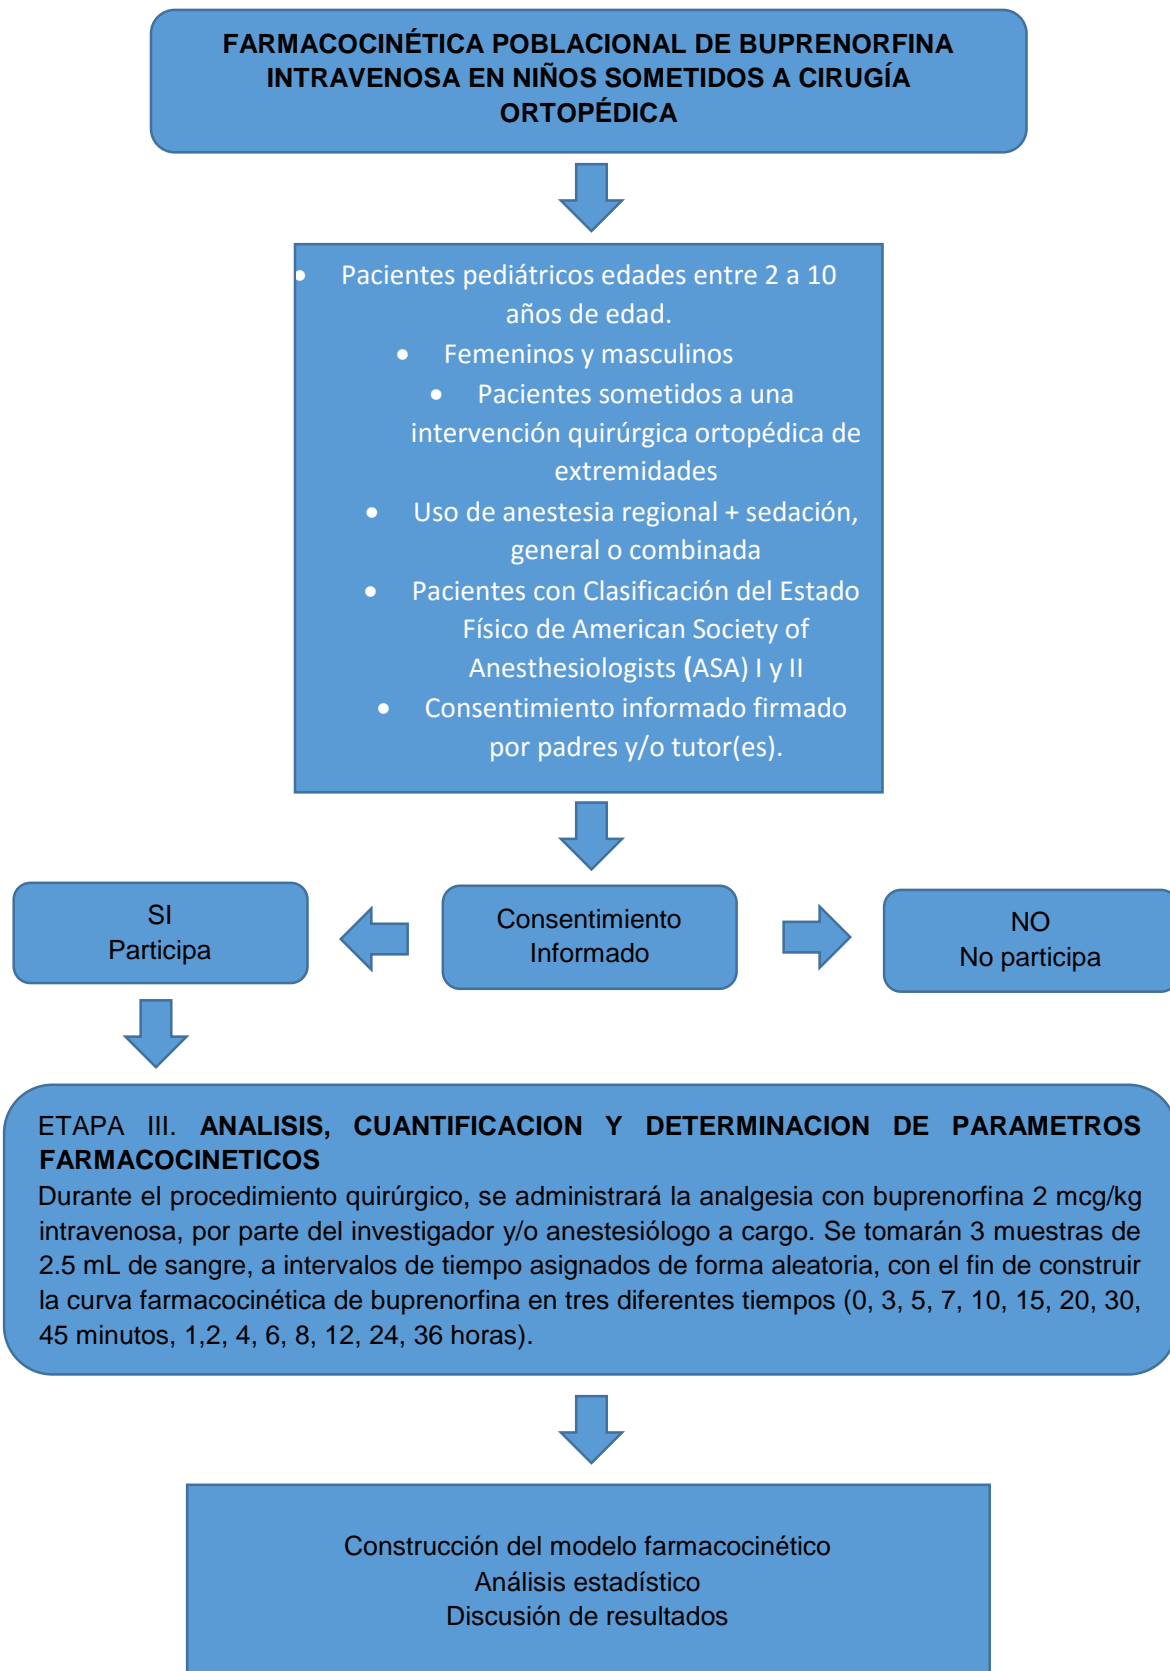 FARMACOCINÉTICA POBLACIONAL DE BUPRENORFINA
INTRAVENOSA EN NIÑOS SOMETIDOS A CIRUGÍA
ORTOPÉDICA
• Pacientes pediátricos edades entre 2 a 10
años de edad.
• Femeninos y masculinos
• Pacientes sometidos a una
intervención quirúrgica ortopédica de
extremidades
• Uso de anestesia regional + sedación,
general o combinada
• Pacientes con Clasificación del Estado
Físico de American Society of
Anesthesiologists (ASA) I y II
• Consentimiento informado firmado
por padres y/o tutor(es).
SI
Participa
Consentimiento
Informado
NO
No participa
ETAPA III. ANALISIS, CUANTIFICACION Y DETERMINACION DE PARAMETROS
FARMACOCINETICOS
Durante el procedimiento quirúrgico, se administrará la analgesia con buprenorfina 2 mcg/kg
intravenosa, por parte del investigador y/o anestesiólogo a cargo. Se tomarán 3 muestras de
2.5 mL de sangre, a intervalos de tiempo asignados de forma aleatoria, con el fin de construir
la curva farmacocinética de buprenorfina en tres diferentes tiempos (0, 3, 5, 7, 10, 15, 20, 30,
45 minutos, 1,2, 4, 6, 8, 12, 24, 36 horas).
Construcción del modelo farmacocinético
Análisis estadístico
Discusión de resultados